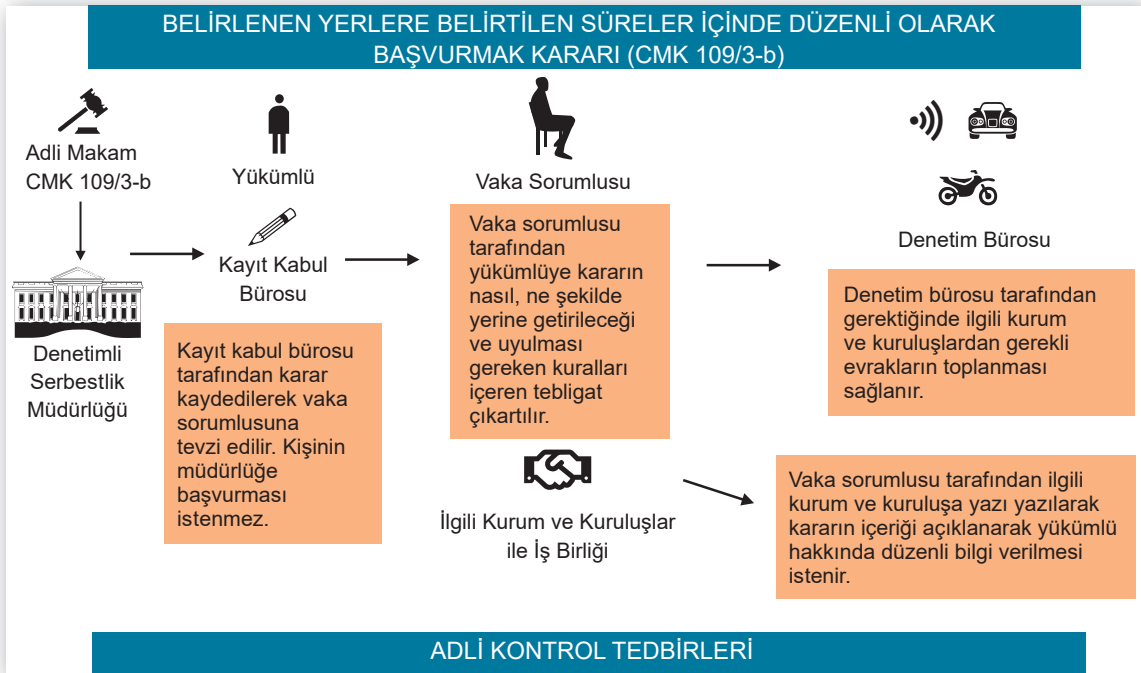 BELİRLENEN YERLERE BELİRTİLEN SÜRELER İÇİNDE DÜZENLİ OLARAK
BAŞVURMAK KARARI (CMK 109/3-b)
Adli Makam
CMK 109/3-b
Denetimli
Serbestlik
Müdürlüğü
Yükümlü
Kayıt Kabul
Bürosu
Kayıt kabul bürosu
tarafından karar
kaydedilerek vaka
sorumlusuna
tevzi edilir. Kişinin
müdürlüğe
başvurması
istenmez.
Vaka Sorumlusu
Vaka sorumlusu
tarafından
yükümlüye kararın
nasıl, ne şekilde
yerine getirileceği
ve uyulması
gereken kuralları
içeren tebligat
çıkartılır.
İlgili Kurum ve Kuruluşlar
ile İş Birliği
Denetim Bürosu
Denetim bürosu tarafından
gerektiğinde ilgili kurum
ve kuruluşlardan gerekli
evrakların toplanması
sağlanır.
Vaka sorumlusu tarafından ilgili
kurum ve kuruluşa yazı yazılarak
kararın içeriği açıklanarak yükümlü
hakkında düzenli bilgi verilmesi
istenir.
ADLİ KONTROL TEDBİRLERİ